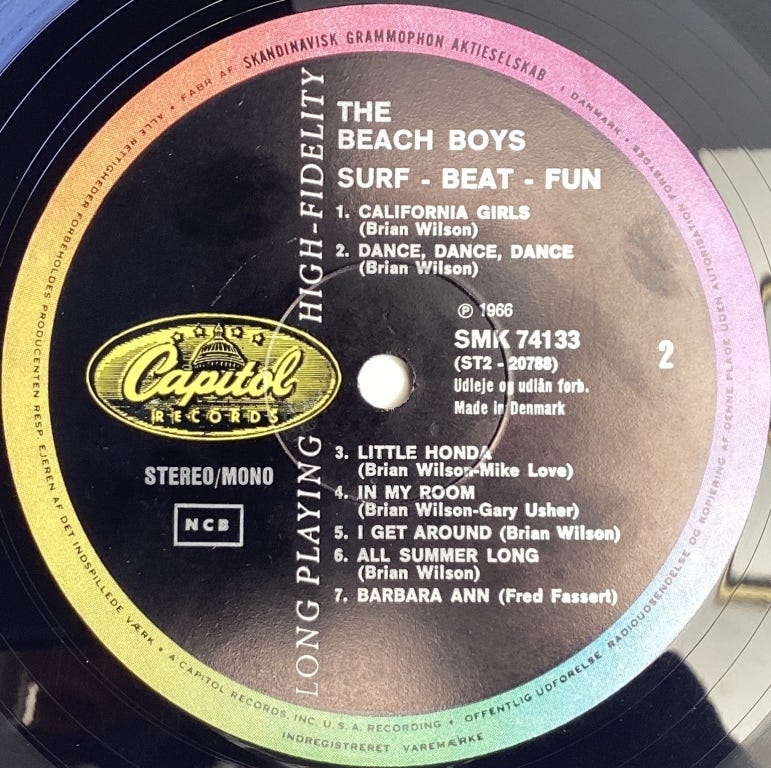 FABR. AF. SKANDINAVISK GRAMMOPHON AKTIESELSKAB I DANMARK •
ALLE RETTIGHEDER FORBEHOLDES PRODUCENTEN RESP. EJEREN AF DET INDSPILLEDE VÆRK •
LONG PLAYING HIGH-FIDELITY
THE
BEACH BOYS
SURF - BEAT - FUN
1. CALIFORNIA GIRLS
(Brian Wilson)
2. DANCE, DANCE, DANCE
(Brian Wilson)
Ⓟ 1966
SMK 74133
(ST2 - 20788)
Udleje og udlån forb.
Made in Denmark
2
Capitol
RECORDS
STEREO/MONO
NCB
3. LITTLE HONDA
(Brian Wilson-Mike Love)
4. IN MY ROOM
(Brian Wilson-Gary Usher)
5. I GET AROUND (Brian Wilson)
6. ALL SUMMER LONG
(Brian Wilson)
7. BARBARA ANN (Fred Fassert)
• A CAPITOL RECORDS, INC. U.S.A. RECORDING •
OFFENTLIG UDFØRELSE RADIOUDSENDELSE OG KOPIERING AF DENNE PLADE UDEN AUTORISATION FORBYDES •
INDREGISTRERET VAREMÆRKE